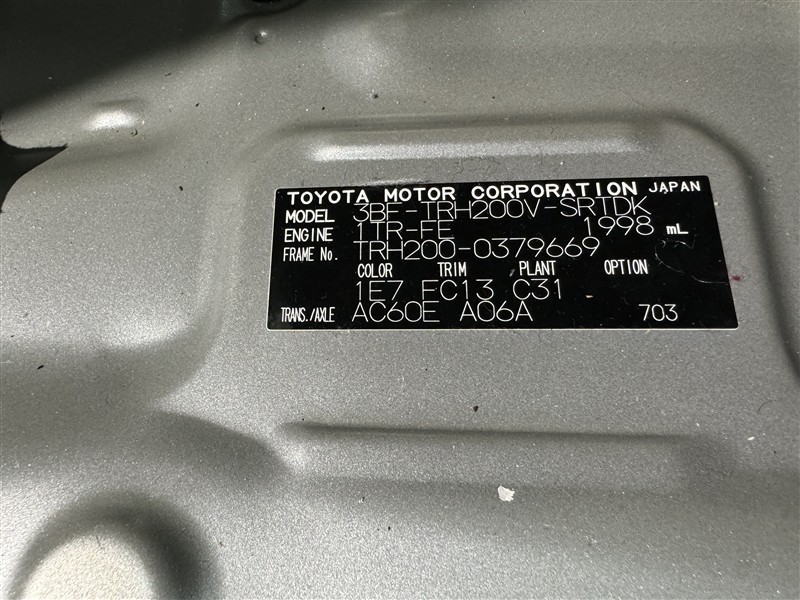 TOYOTA MOTOR CORPORATION JAPAN
MODEL 3BF-TRH200V-SRTDK
ENGINE 1TR-FE 1998 mL
FRAME No. TRH200-0379669
COLOR TRIM PLANT OPTION
1E7 FC13 C31
TRANS./AXLE AC60E A06A 703